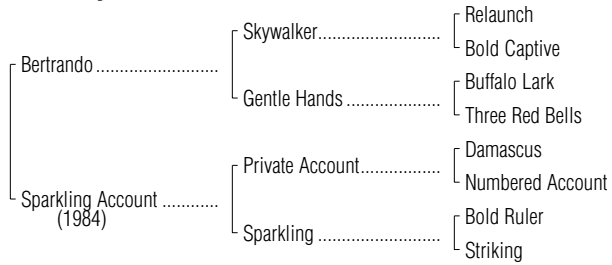 Relaunch
Skywalker.........................
Bold Captive
Bertrando .........................
Buffalo Lark
Gentle Hands ...................
Three Red Bells
Damascus
Private Account................
Numbered Account
Sparkling Account ............
(1984)
Bold Ruler
Sparkling .........................
Striking